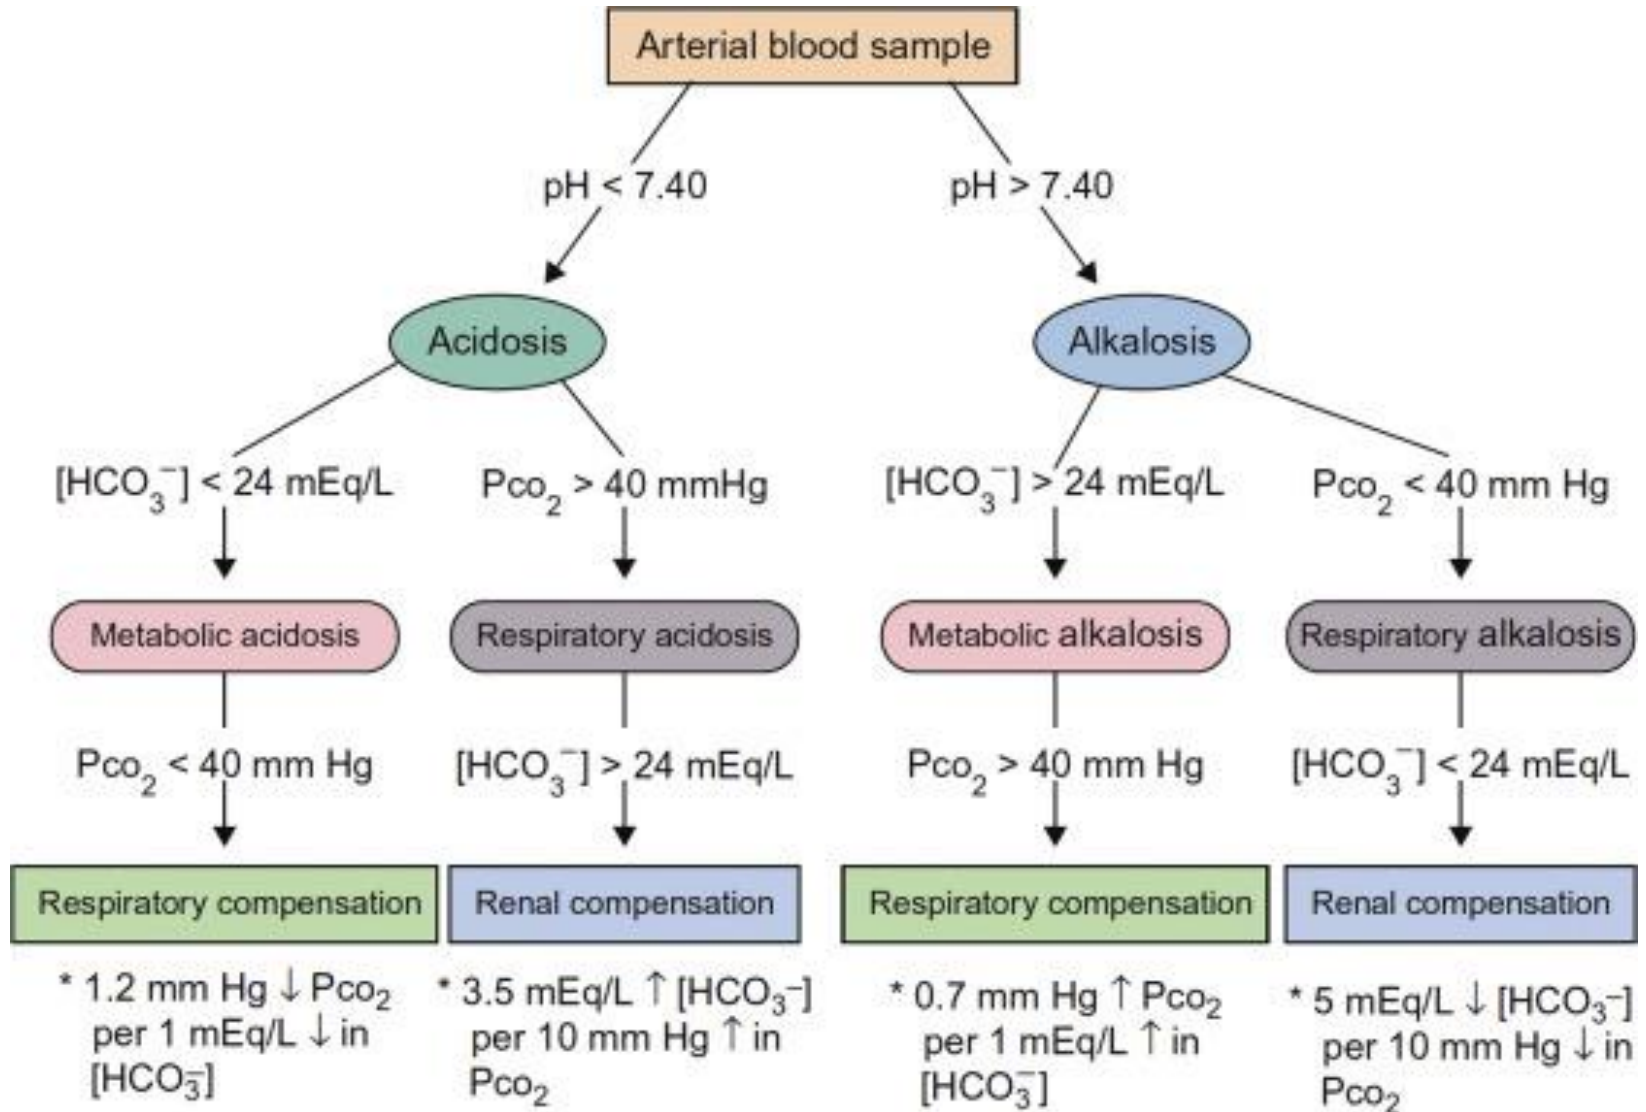 Arterial blood sample
pH < 7.40
pH > 7.40
Acidosis
Alkalosis
[HCO₃⁻] < 24 mEq/L
Pco₂ > 40 mmHg
[HCO₃⁻] > 24 mEq/L
Pco₂ < 40 mm Hg
Metabolic acidosis
Respiratory acidosis
Metabolic alkalosis
Respiratory alkalosis
Pco₂ < 40 mm Hg
[HCO₃⁻] > 24 mEq/L
Pco₂ > 40 mm Hg
[HCO₃⁻] < 24 mEq/L
Respiratory compensation
Renal compensation
Respiratory compensation
Renal compensation
* 1.2 mm Hg ↓ Pco₂
per 1 mEq/L ↓ in
[HCO₃⁻]
* 3.5 mEq/L ↑ [HCO₃⁻]
per 10 mm Hg ↑ in
Pco₂
* 0.7 mm Hg ↑ Pco₂
per 1 mEq/L ↑ in
[HCO₃⁻]
* 5 mEq/L ↓ [HCO₃⁻]
per 10 mm Hg ↓ in
Pco₂